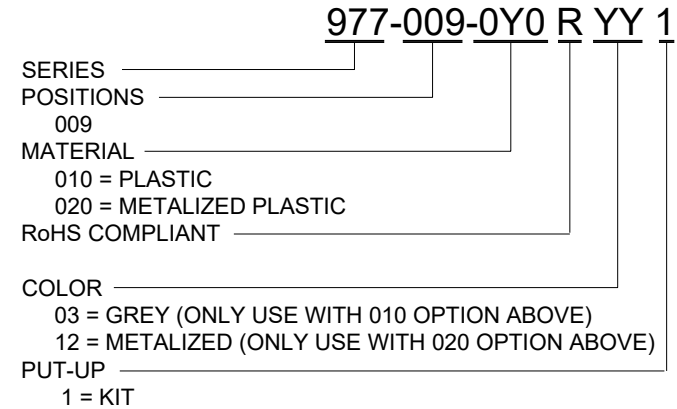 977-009-0Y0 R YY 1
SERIES
POSITIONS
009
MATERIAL
010 = PLASTIC
020 = METALIZED PLASTIC
RoHS COMPLIANT
COLOR
03 = GREY (ONLY USE WITH 010 OPTION ABOVE)
12 = METALIZED (ONLY USE WITH 020 OPTION ABOVE)
PUT-UP
1 = KIT